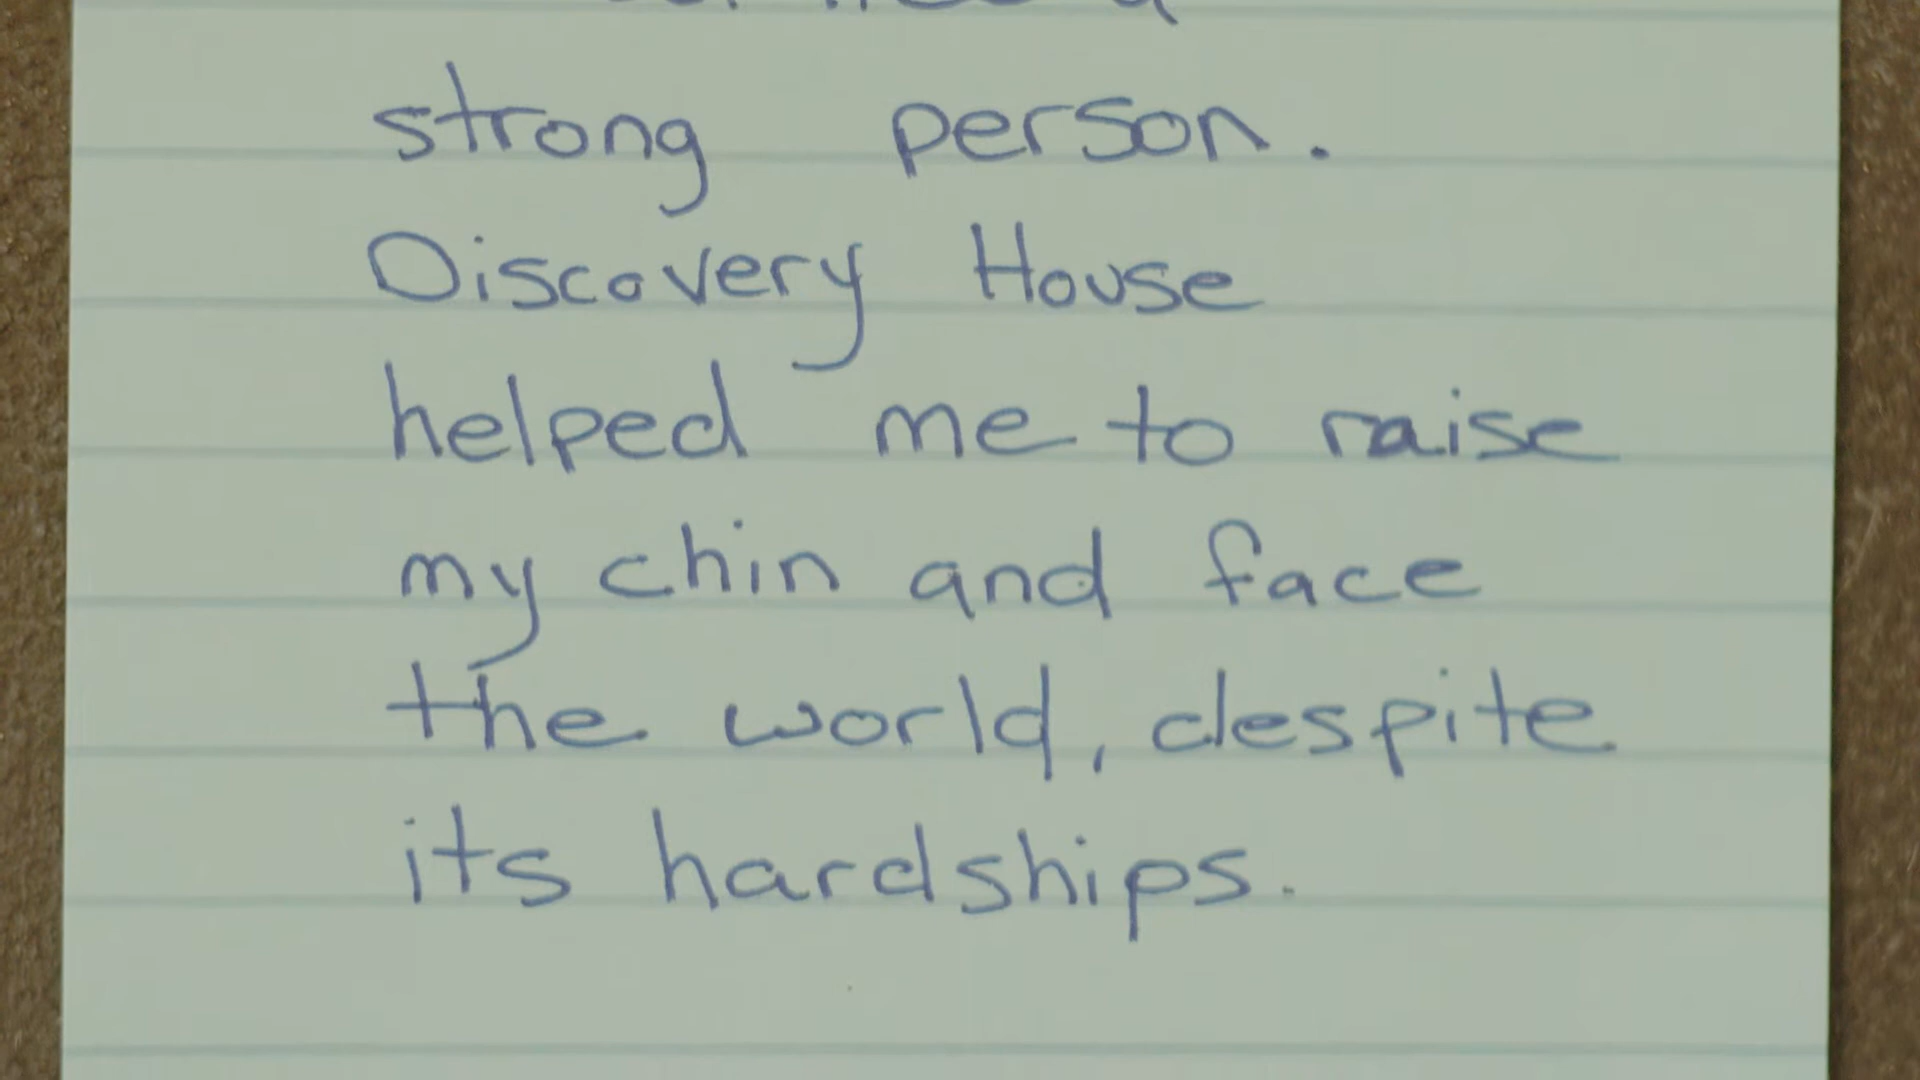 strong person.
Discovery House
helped me to raise
my chin and face
the world, despite
its hardships.